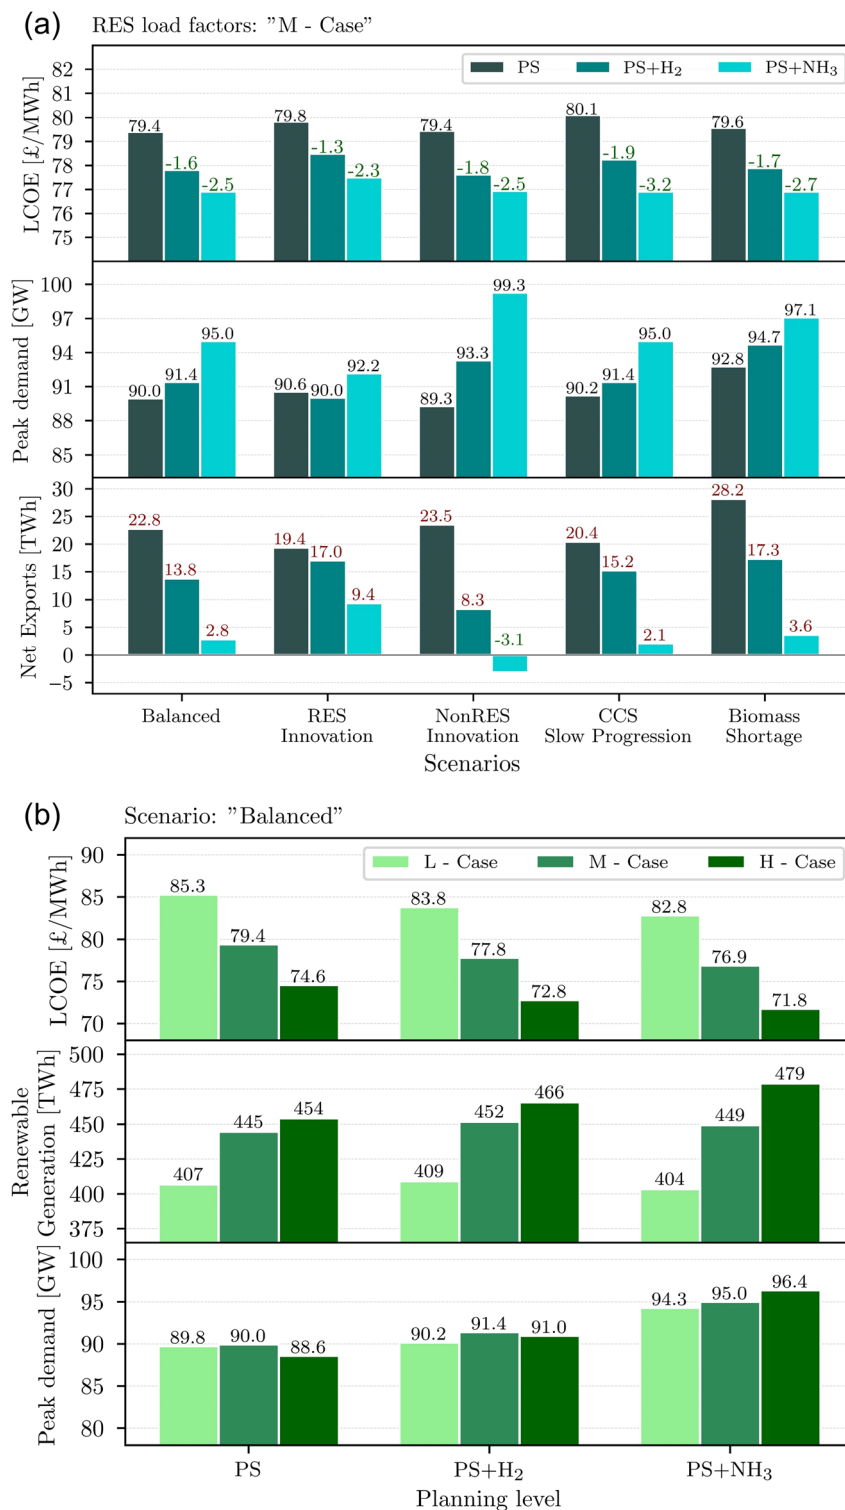 (a) RES load factors: "M - Case"
PS PS+H₂ PS+NH₃
LCOE [£/MWh]
82
81
80
79
78
77
76
75
79.4 -1.6 -2.5 79.8 -1.3 -2.3 79.4 -1.8 -2.5 80.1 -1.9 -3.2 79.6 -1.7 -2.7
Peak demand [GW]
100
97
94
91
88
85
90.0 91.4 95.0 90.6 90.0 92.2 89.3 93.3 99.3 90.2 91.4 95.0 92.8 94.7 97.1
Net Exports [TWh]
30
25
20
15
10
5
0
−5
22.8 13.8 2.8 19.4 17.0 9.4 23.5 8.3 -3.1 20.4 15.2 2.1 28.2 17.3 3.6
Balanced RES NonRES CCS Biomass
Innovation Innovation Slow Progression Shortage
Scenarios
(b) Scenario: "Balanced"
L - Case M - Case H - Case
LCOE [£/MWh]
90
85
80
75
70
85.3 79.4 74.6 83.8 77.8 72.8 82.8 76.9 71.8
Renewable
Generation [TWh]
500
475
450
425
400
375
407 445 454 409 452 466 404 449 479
Peak demand [GW]
100
95
90
85
80
89.8 90.0 88.6 90.2 91.4 91.0 94.3 95.0 96.4
PS PS+H₂ PS+NH₃
Planning level